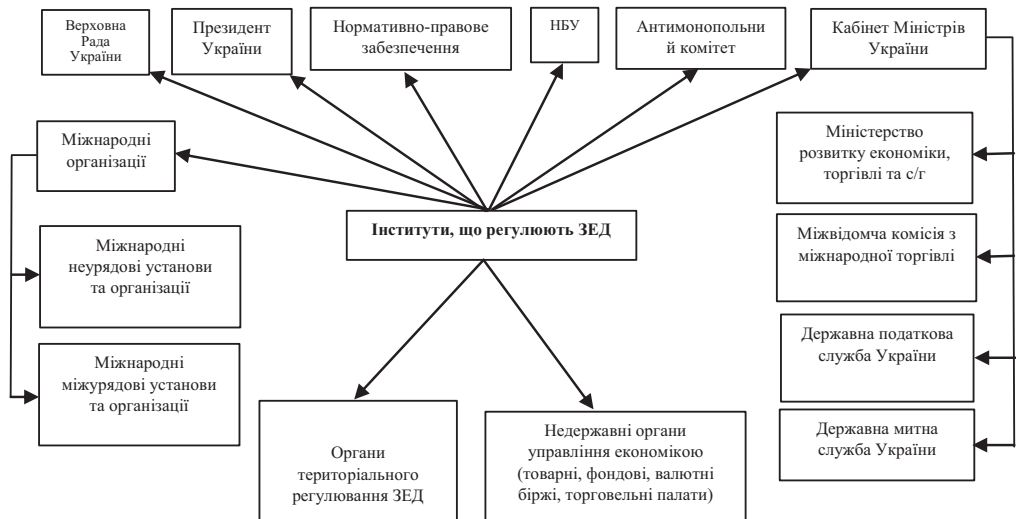 Верховна
Рада
України
Президент
України
Нормативно-правове
забезпечення
НБУ
Антимонопольни
й комітет
Кабінет Міністрів
України
Міжнародні
організації
Міністерство
розвитку економіки,
торгівлі та с/г
Інститути, що регулюють ЗЕД
Міжвідомча комісія з
міжнародної торгівлі
Міжнародні
неурядові установи
та організації
Державна податкова
служба України
Міжнародні
міжурядові установи
та організації
Державна митна
служба України
Органи
територіального
регулювання ЗЕД
Недержавні органи
управління економікою
(товарні, фондові, валютні
біржі, торговельні палати)